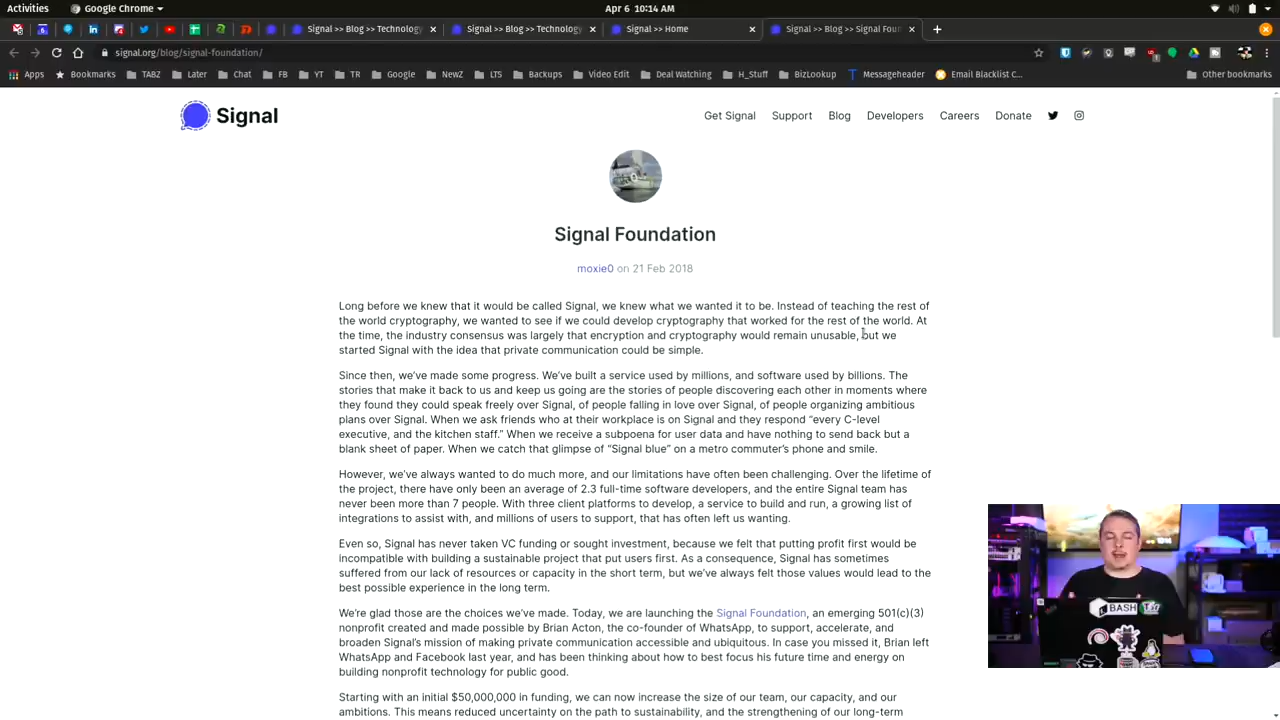 Activities
Google Chrome
Apr 6 10:14 AM
Signal >> Blog >> Technology
Signal >> Blog >> Technology
Signal >> Home
Signal >> Blog >> Signal Foun
signal.org/blog/signal-foundation/
Apps
Bookmarks
TABZ
Later
Chat
FB
YT
TR
Google
NewZ
LTS
Backups
Video Edit
Deal Watching
H_Stuff
BizLookup
Messageheader
Email Blacklist C...
Other bookmarks
Signal
Get Signal
Support
Blog
Developers
Careers
Donate
Signal Foundation
moxie0 on 21 Feb 2018
Long before we knew that it would be called Signal, we knew what we wanted it to be. Instead of teaching the rest of
the world cryptography, we wanted to see if we could develop cryptography that worked for the rest of the world. At
the time, the industry consensus was largely that encryption and cryptography would remain unusable, but we
started Signal with the idea that private communication could be simple.
Since then, we've made some progress. We've built a service used by millions, and software used by billions. The
stories that make it back to us and keep us going are the stories of people discovering each other in moments where
they found they could speak freely over Signal, of people falling in love over Signal, of people organizing ambitious
plans over Signal. When we ask friends who at their workplace is on Signal and they respond “every C-level
executive, and the kitchen staff.” When we receive a subpoena for user data and have nothing to send back but a
blank sheet of paper. When we catch that glimpse of “Signal blue” on a metro commuter's phone and smile.
However, we've always wanted to do much more, and our limitations have often been challenging. Over the lifetime of
the project, there have only been an average of 2.3 full-time software developers, and the entire Signal team has
never been more than 7 people. With three client platforms to develop, a service to build and run, a growing list of
integrations to assist with, and millions of users to support, that has often left us wanting.
Even so, Signal has never taken VC funding or sought investment, because we felt that putting profit first would be
incompatible with building a sustainable project that put users first. As a consequence, Signal has sometimes
suffered from our lack of resources or capacity in the short term, but we've always felt those values would lead to the
best possible experience in the long term.
We're glad those are the choices we've made. Today, we are launching the Signal Foundation, an emerging 501(c)(3)
nonprofit created and made possible by Brian Acton, the co-founder of WhatsApp, to support, accelerate, and
broaden Signal's mission of making private communication accessible and ubiquitous. In case you missed it, Brian left
WhatsApp and Facebook last year, and has been thinking about how to best focus his future time and energy on
building nonprofit technology for public good.
Starting with an initial $50,000,000 in funding, we can now increase the size of our team, our capacity, and our
ambitions. This means reduced uncertainty on the path to sustainability, and the strengthening of our long-term
BASH